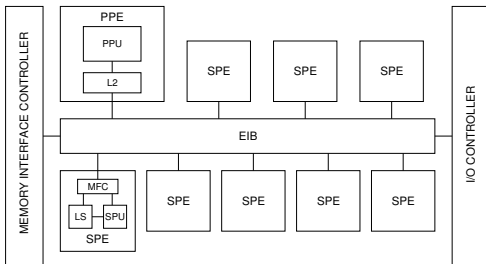 MEMORY INTERFACE CONTROLLER
PPE
PPU
L2
SPE
SPE
SPE
EIB
MFC
LS
SPU
SPE
SPE
SPE
SPE
SPE
I/O CONTROLLER